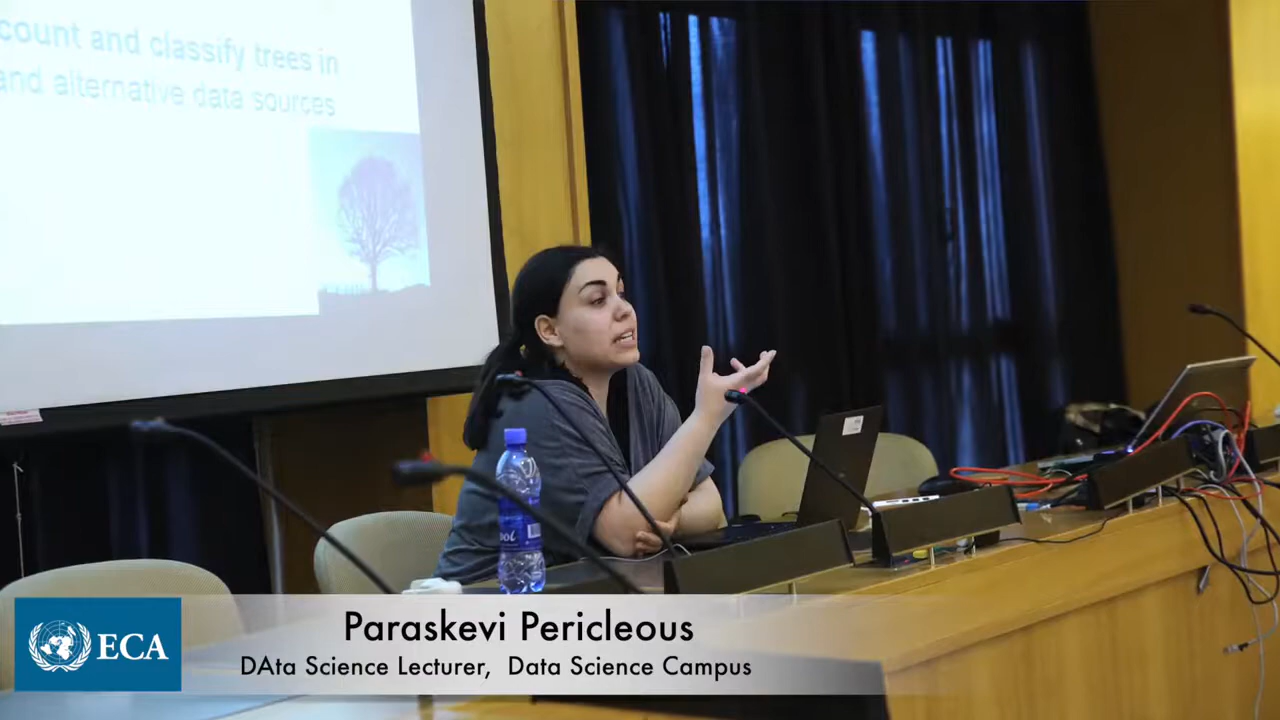 count and classify trees in
and alternative data sources
ECA
Paraskevi Pericleous
DAta Science Lecturer, Data Science Campus